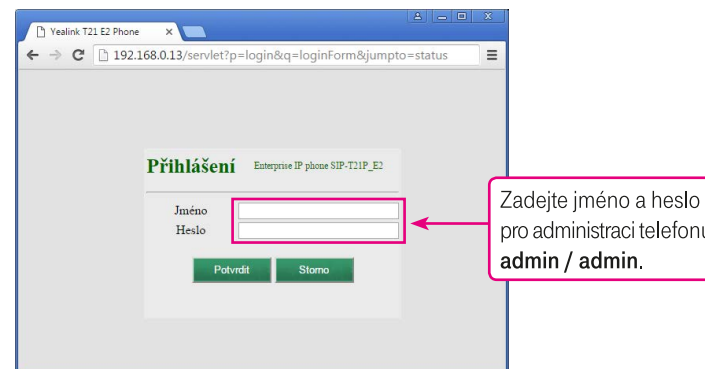 Yealink T21 E2 Phone
192.168.0.13/servlet?p=login&q=loginForm&jumpto=status
Přihlášení Enterprise IP phone SIP-T21P_E2
Jméno
Heslo
Potvrdit Storno
Zadejte jméno a heslo
pro administraci telefonu
admin / admin.